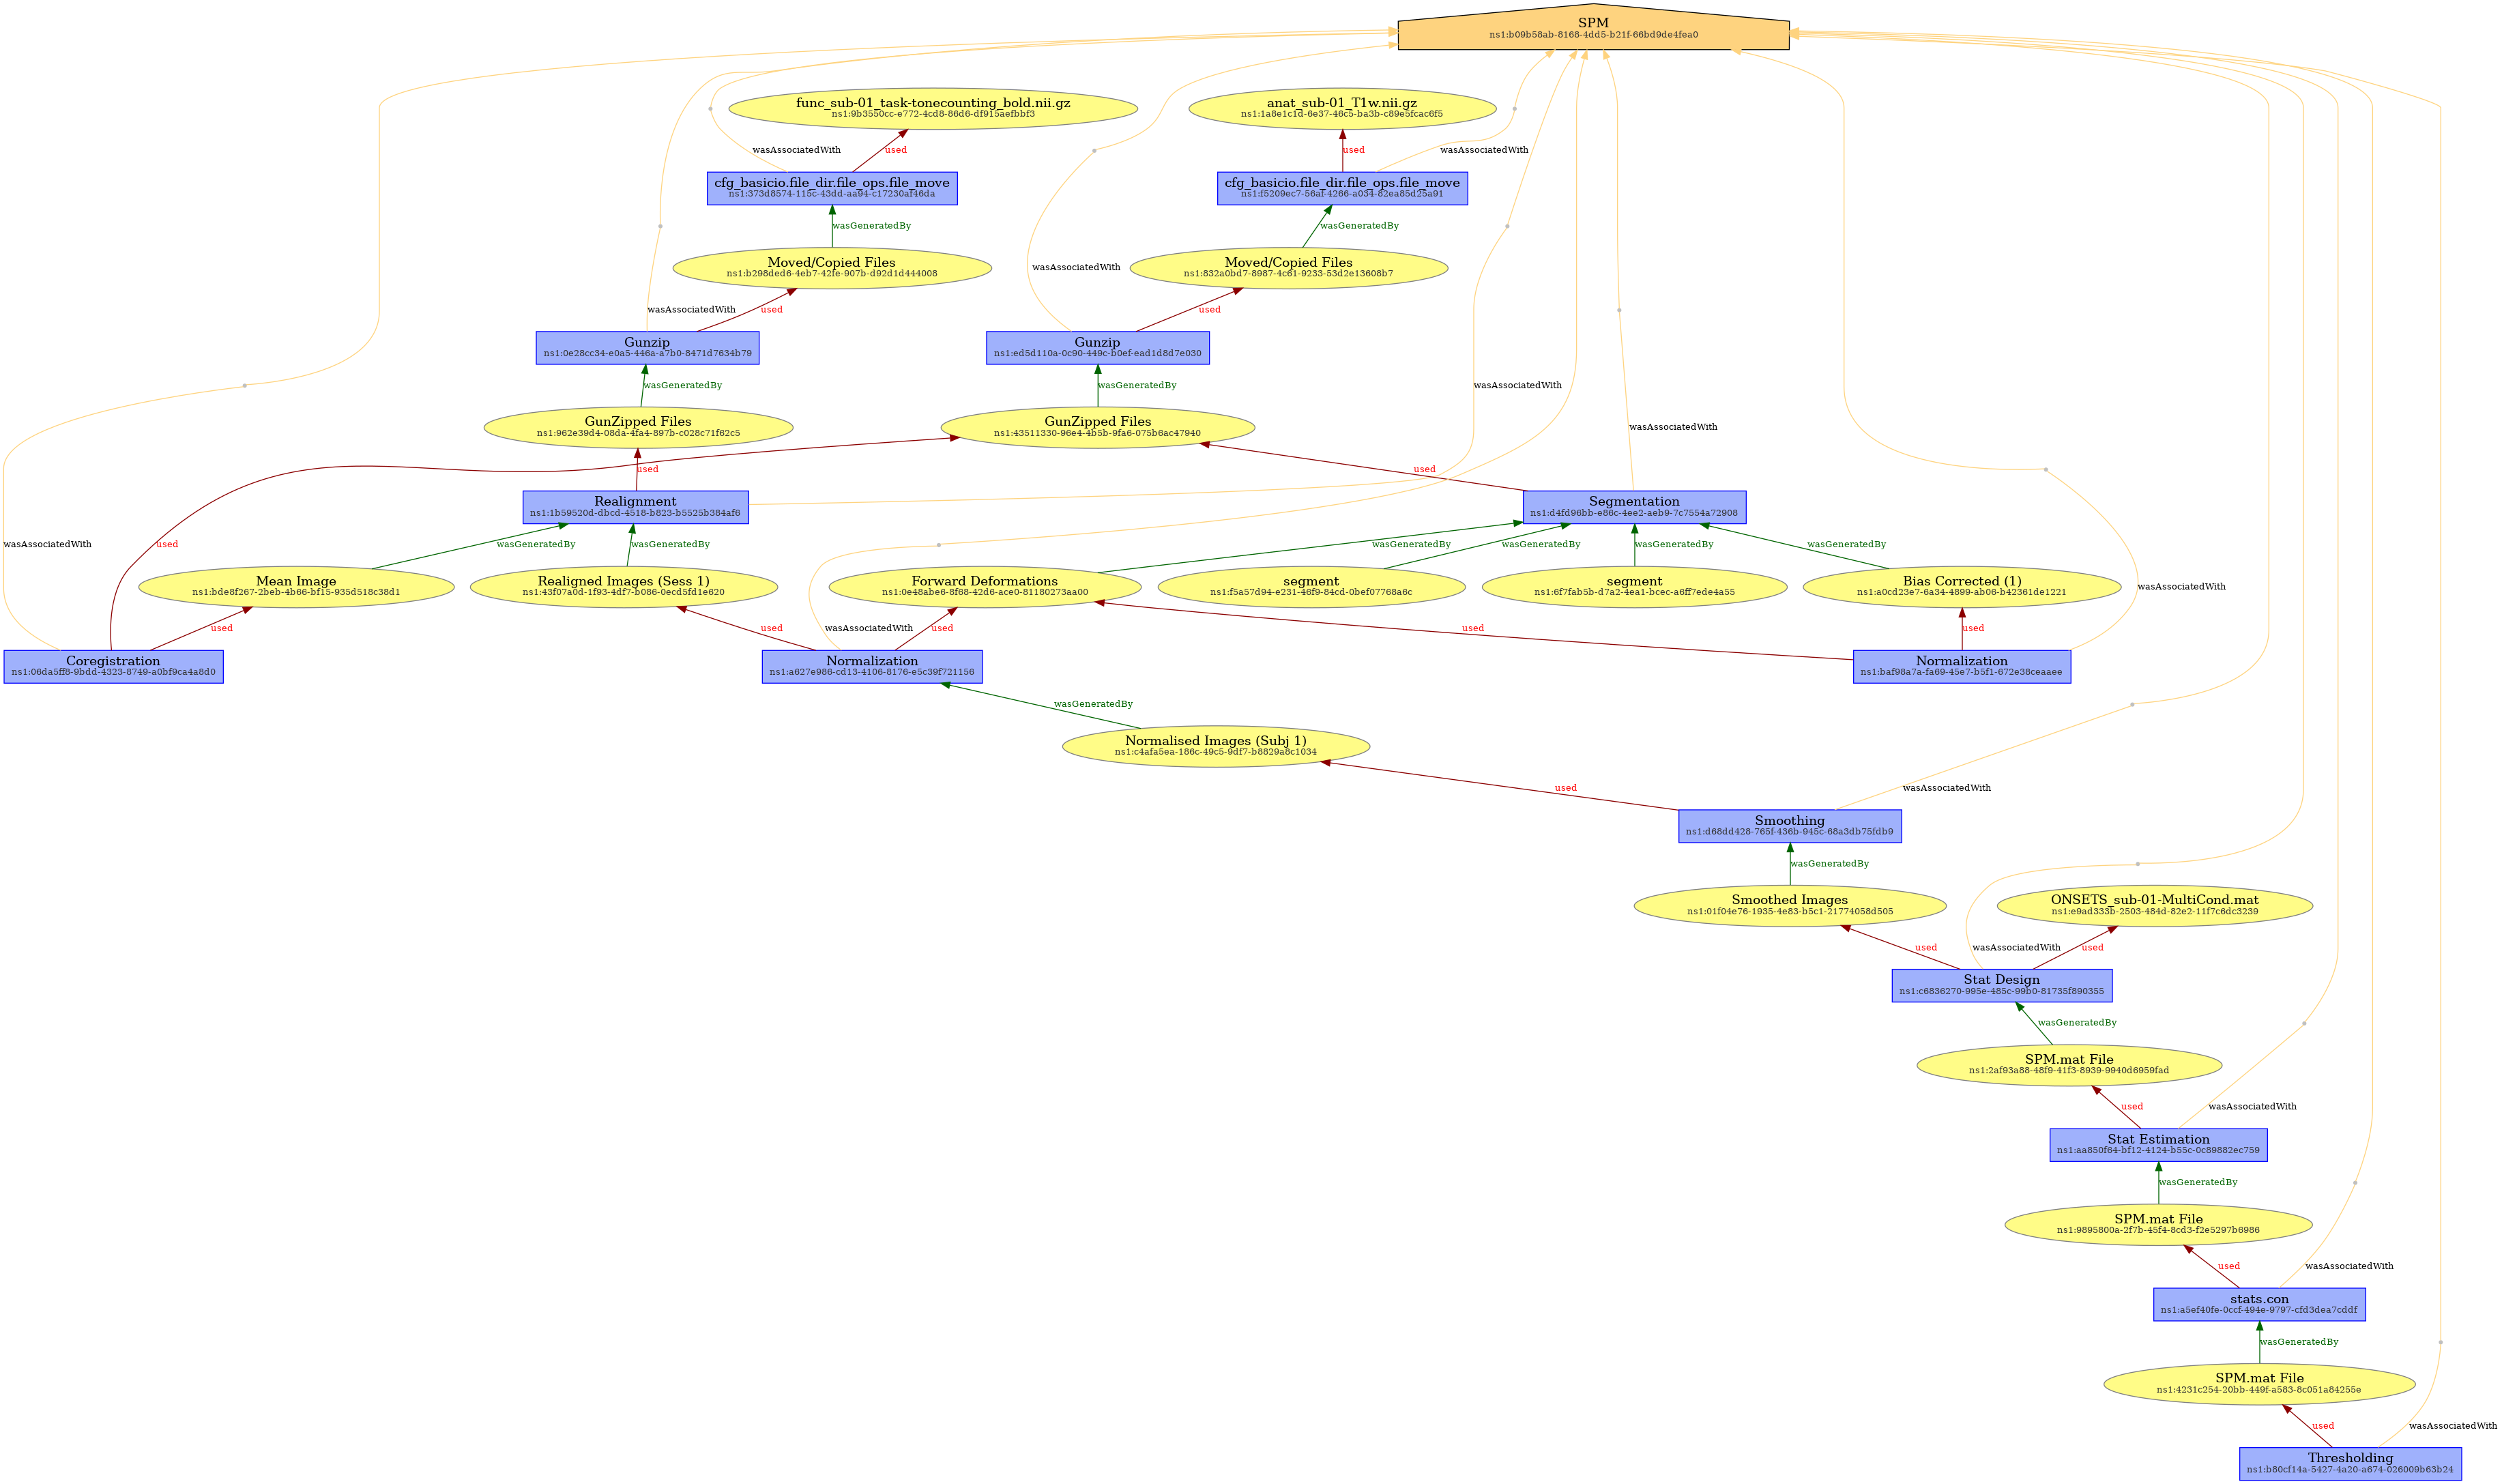 SPM
ns1:b09b58ab-8168-4dd5-b21f-66bd9de4fea0
func_sub-01_task-tonecounting_bold.nii.gz
ns1:9b3550cc-e772-4cd8-86d6-df915aefbbf3
anat_sub-01_T1w.nii.gz
ns1:1a8e1c1d-6e37-46c5-ba3b-c89e5fcac6f5
wasAssociatedWith
used
used
wasAssociatedWith
cfg_basicio.file_dir.file_ops.file_move
ns1:373d8574-115c-43dd-aa94-c17230af46da
cfg_basicio.file_dir.file_ops.file_move
ns1:f5209ec7-56af-4266-a034-82ea85d25a91
wasGeneratedBy
wasGeneratedBy
Moved/Copied Files
ns1:b298ded6-4eb7-42fe-907b-d92d1d444008
wasAssociatedWith
Moved/Copied Files
ns1:832a0bd7-8987-4c61-9233-53d2e13608b7
wasAssociatedWith
used
used
Gunzip
ns1:0e28cc34-e0a5-446a-a7b0-8471d7634b79
Gunzip
ns1:ed5d110a-0c90-449c-b0ef-ead1d8d7e030
wasGeneratedBy
wasGeneratedBy
wasAssociatedWith
GunZipped Files
ns1:962e39d4-08da-4fa4-897b-c028c71f62c5
GunZipped Files
ns1:43511330-96e4-4b5b-9fa6-075b6ac47940
wasAssociatedWith
used
used
Realignment
ns1:1b59520d-dbcd-4518-b823-b5525b384af6
Segmentation
ns1:d4fd96bb-e86c-4ee2-aeb9-7c7554a72908
wasAssociatedWith
used
wasGeneratedBy
wasGeneratedBy
wasGeneratedBy
wasGeneratedBy
wasGeneratedBy
wasGeneratedBy
Mean Image
ns1:bde8f267-2beb-4b66-bf15-935d518c38d1
Realigned Images (Sess 1)
ns1:43f07a0d-1f93-4df7-b086-0ecd5fd1e620
Forward Deformations
ns1:0e48abe6-8f68-42d6-ace0-81180273aa00
segment
ns1:f5a57d94-e231-46f9-84cd-0bef07768a6c
segment
ns1:6f7fab5b-d7a2-4ea1-bcec-a6ff7ede4a55
Bias Corrected (1)
ns1:a0cd23e7-6a34-4899-ab06-b42361de1221
wasAssociatedWith
used
used
wasAssociatedWith
used
used
used
Coregistration
ns1:06da5ff8-9bdd-4323-8749-a0bf9ca4a8d0
Normalization
ns1:a627e986-cd13-4106-8176-e5c39f721156
Normalization
ns1:baf98a7a-fa69-45e7-b5f1-672e38ceaaee
wasGeneratedBy
Normalised Images (Subj 1)
ns1:c4afa5ea-186c-49c5-9df7-b8829a8c1034
used
wasAssociatedWith
Smoothing
ns1:d68dd428-765f-436b-945c-68a3db75fdb9
wasGeneratedBy
Smoothed Images
ns1:01f04e76-1935-4e83-b5c1-21774058d505
ONSETS_sub-01-MultiCond.mat
ns1:e9ad333b-2503-484d-82e2-11f7c6dc3239
used
wasAssociatedWith
used
Stat Design
ns1:c6836270-995e-485c-99b0-81735f890355
wasGeneratedBy
SPM.mat File
ns1:2af93a88-48f9-41f3-8939-9940d6959fad
used
wasAssociatedWith
Stat Estimation
ns1:aa850f64-bf12-4124-b55c-0c89882ec759
wasGeneratedBy
SPM.mat File
ns1:9895800a-2f7b-45f4-8cd3-f2e5297b6986
used
wasAssociatedWith
stats.con
ns1:a5ef40fe-0ccf-494e-9797-cfd3dea7cddf
wasGeneratedBy
SPM.mat File
ns1:4231c254-20bb-449f-a583-8c051a84255e
used
wasAssociatedWith
Thresholding
ns1:b80cf14a-5427-4a20-a674-026009b63b24